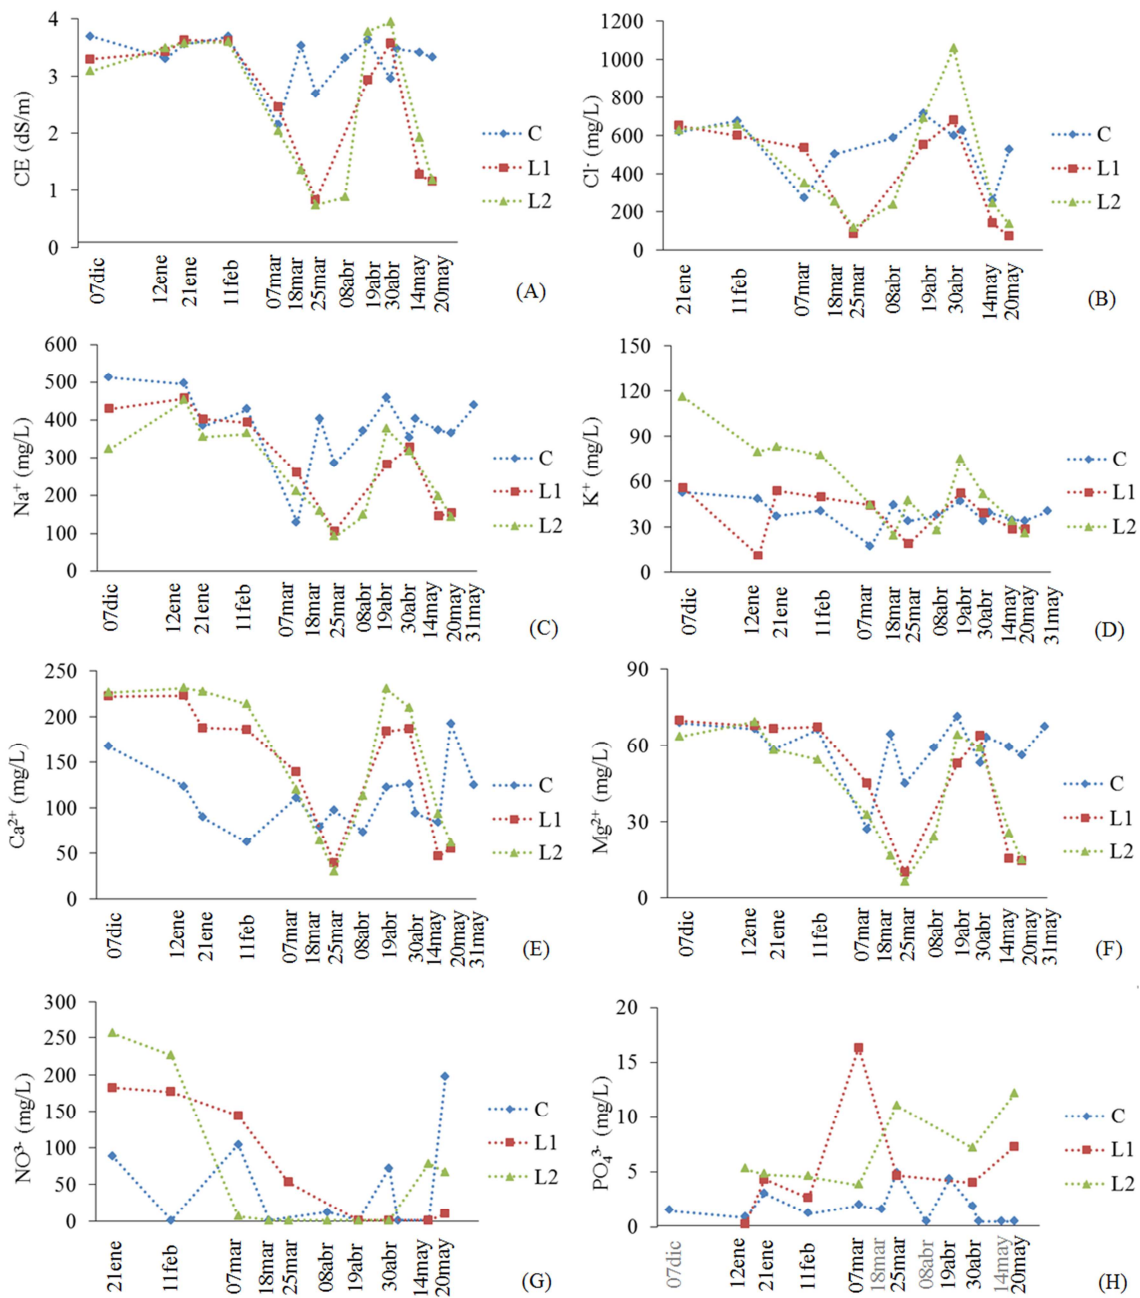 CE (dS/m)
4
3
2
1
0
07dic
12ene
21ene
11feb
07mar
18mar
25mar
08abr
19abr
30abr
14may
20may
C
L1
L2
(A)
Cl- (mg/L)
1200
1000
800
600
400
200
0
21ene
11feb
07mar
18mar
25mar
08abr
19abr
30abr
14may
20may
C
L1
L2
(B)
Na+ (mg/L)
600
500
400
300
200
100
0
07dic
12ene
21ene
11feb
07mar
18mar
25mar
08abr
19abr
30abr
14may
20may
31may
C
L1
L2
(C)
K+ (mg/L)
150
120
90
60
30
0
07dic
12ene
21ene
11feb
07mar
18mar
25mar
08abr
19abr
30abr
14may
20may
31may
C
L1
L2
(D)
Ca2+ (mg/L)
250
200
150
100
50
0
07dic
12ene
21ene
11feb
07mar
18mar
25mar
08abr
19abr
30abr
14may
20may
31may
C
L1
L2
(E)
Mg2+ (mg/L)
90
60
30
0
07dic
12ene
21ene
11feb
07mar
18mar
25mar
08abr
19abr
30abr
14may
20may
31may
C
L1
L2
(F)
NO3- (mg/L)
300
250
200
150
100
50
0
21ene
11feb
07mar
18mar
25mar
08abr
19abr
30abr
14may
20may
C
L1
L2
(G)
PO43- (mg/L)
20
15
10
5
0
07dic
12ene
21ene
11feb
07mar
18mar
25mar
08abr
19abr
30abr
14may
20may
C
L1
L2
(H)